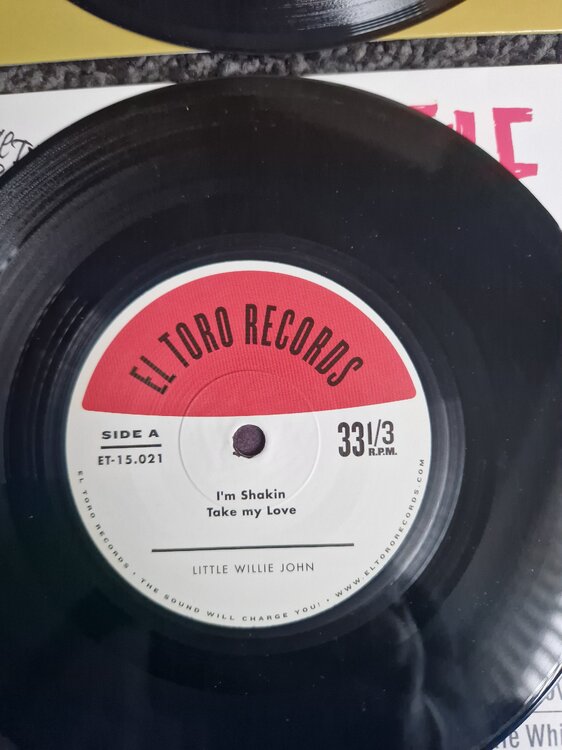 EL TORO RECORDS
SIDE A
ET-15.021
33 1/3
R.P.M.
I'm Shakin
Take my Love
LITTLE WILLIE JOHN
EL TORO RECORDS • THE SOUND WILL CHARGE YOU! • WWW.ELTORORECORDS.COM